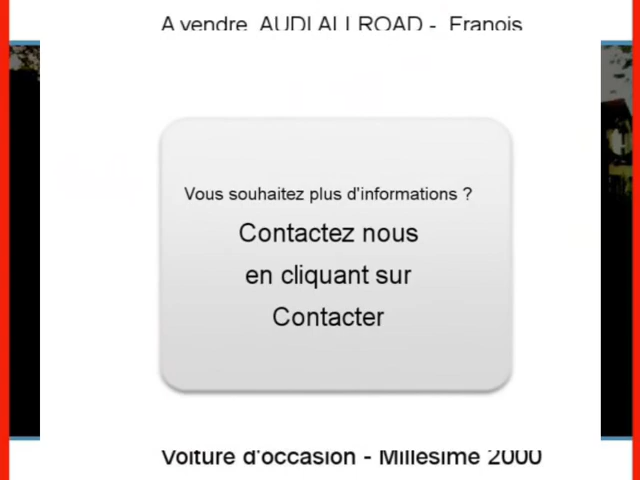 A vendre AUDI ALLROAD - Franois
Vous souhaitez plus d'informations ?
Contactez nous
en cliquant sur
Contacter
Voiture d'occasion - Millesime 2000